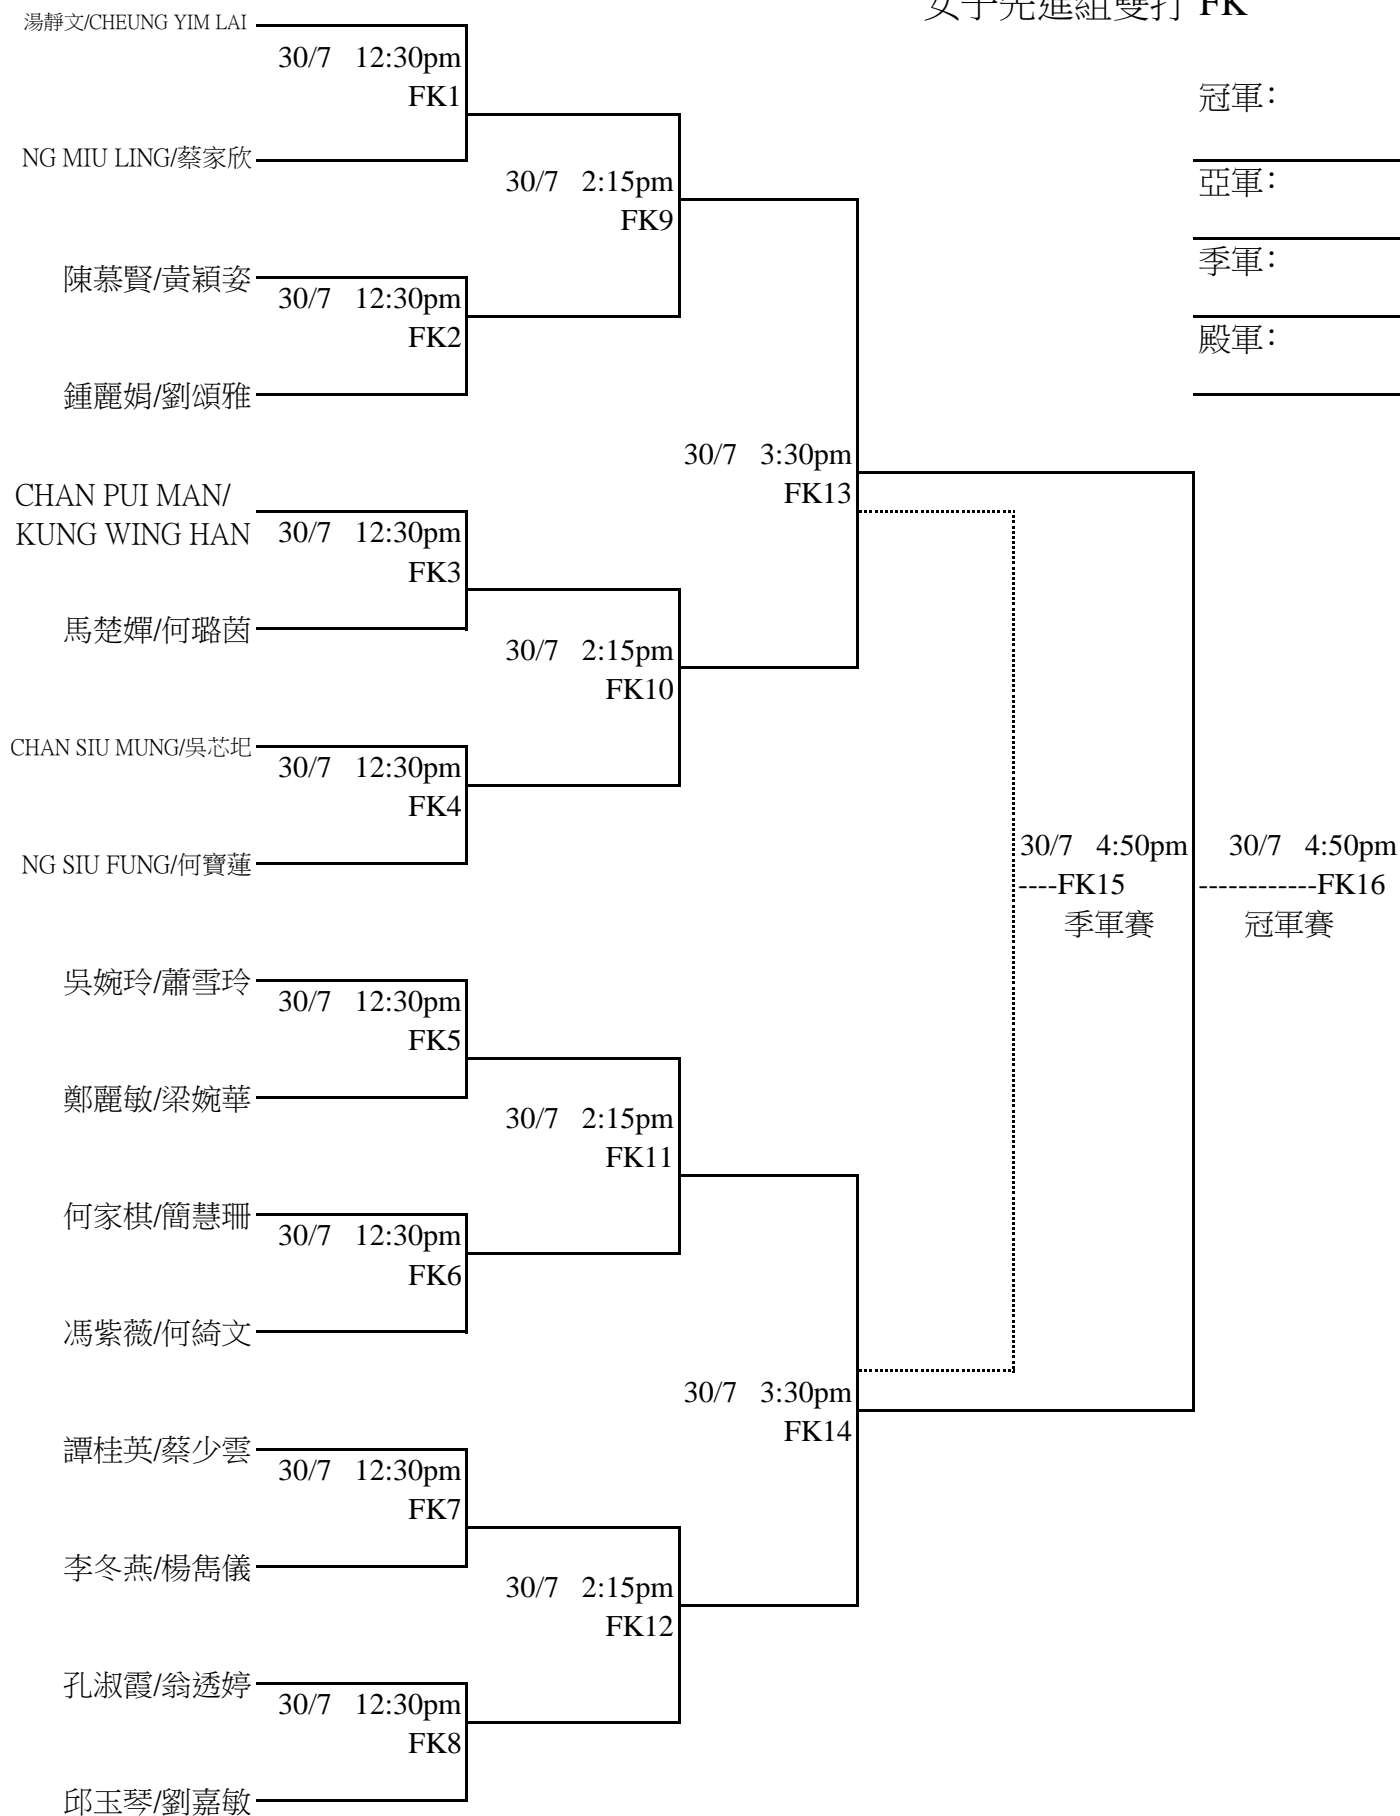 女子先進組雙打 FK
湯靜文/CHEUNG YIM LAI
30/7 12:30pm
FK1
NG MIU LING/蔡家欣
30/7 2:15pm
FK9
陳慕賢/黃穎姿
30/7 12:30pm
FK2
鍾麗娟/劉頌雅
冠軍：
亞軍：
季軍：
殿軍：
30/7 3:30pm
FK13
CHAN PUI MAN/
KUNG WING HAN
30/7 12:30pm
FK3
馬楚嬋/何璐茵
30/7 2:15pm
FK10
CHAN SIU MUNG/吳芯圯
30/7 12:30pm
FK4
NG SIU FUNG/何寶蓮
30/7 4:50pm
----FK15
季軍賽
30/7 4:50pm
------------FK16
冠軍賽
吳婉玲/蕭雪玲
30/7 12:30pm
FK5
鄭麗敏/梁婉華
30/7 2:15pm
FK11
何家棋/簡慧珊
30/7 12:30pm
FK6
馮紫薇/何綺文
30/7 3:30pm
FK14
譚桂英/蔡少雲
30/7 12:30pm
FK7
李冬燕/楊雋儀
30/7 2:15pm
FK12
孔淑霞/翁透婷
30/7 12:30pm
FK8
邱玉琴/劉嘉敏